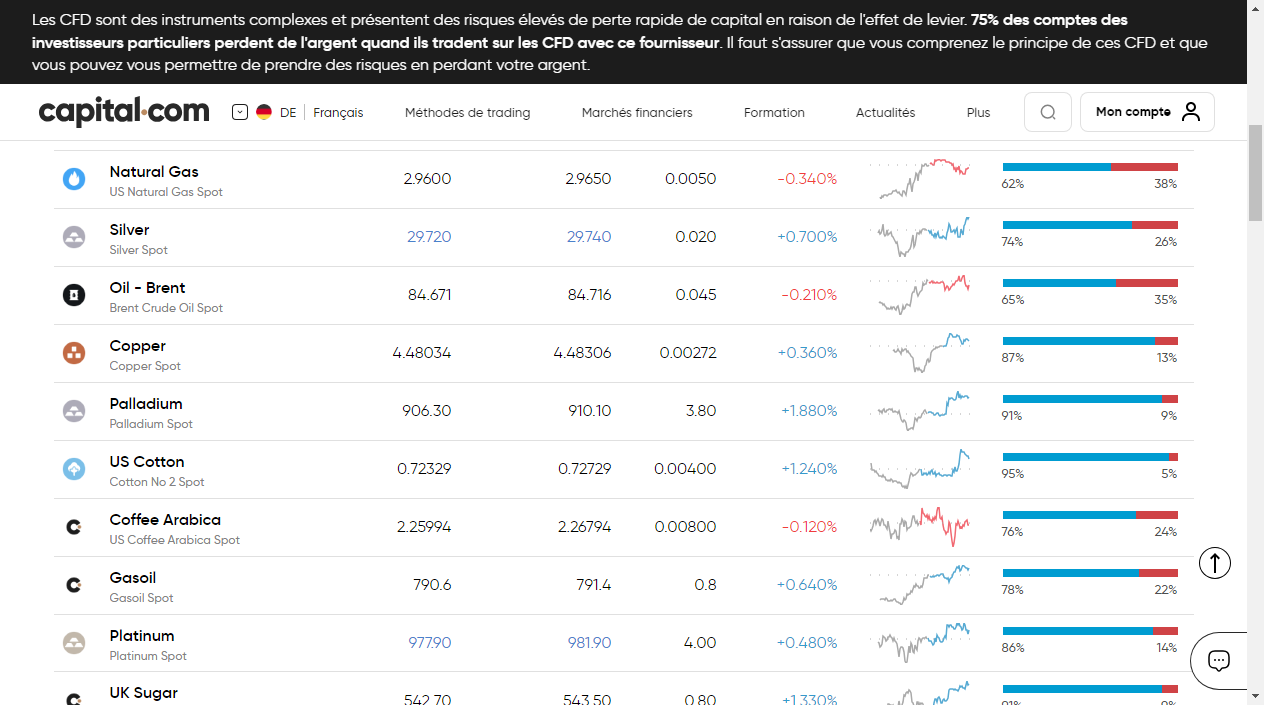 Les CFD sont des instruments complexes et présentent des risques élevés de perte rapide de capital en raison de l'effet de levier. 75% des comptes des
investisseurs particuliers perdent de l'argent quand ils tradent sur les CFD avec ce fournisseur. Il faut s'assurer que vous comprenez le principe de ces CFD et que
vous pouvez vous permettre de prendre des risques en perdant votre argent.
capital.com DE Français Méthodes de trading Marchés financiers Formation Actualités Plus Mon compte
Natural Gas 2.9600 2.9650 0.0050 -0.340% 62% 38%
US Natural Gas Spot
Silver 29.720 29.740 0.020 +0.700% 74% 26%
Silver Spot
Oil - Brent 84.671 84.716 0.045 -0.210% 65% 35%
Brent Crude Oil Spot
Copper 4.48034 4.48306 0.00272 +0.360% 87% 13%
Copper Spot
Palladium 906.30 910.10 3.80 +1.880% 91% 9%
Palladium Spot
US Cotton 0.72329 0.72729 0.00400 +1.240% 95% 5%
Cotton No 2 Spot
Coffee Arabica 2.25994 2.26794 0.00800 -0.120% 76% 24%
US Coffee Arabica Spot
Gasoil 790.6 791.4 0.8 +0.640% 78% 22%
Gasoil Spot
Platinum 977.90 981.90 4.00 +0.480% 86% 14%
Platinum Spot
UK Sugar 542.70 543.50 0.80 +1.330%